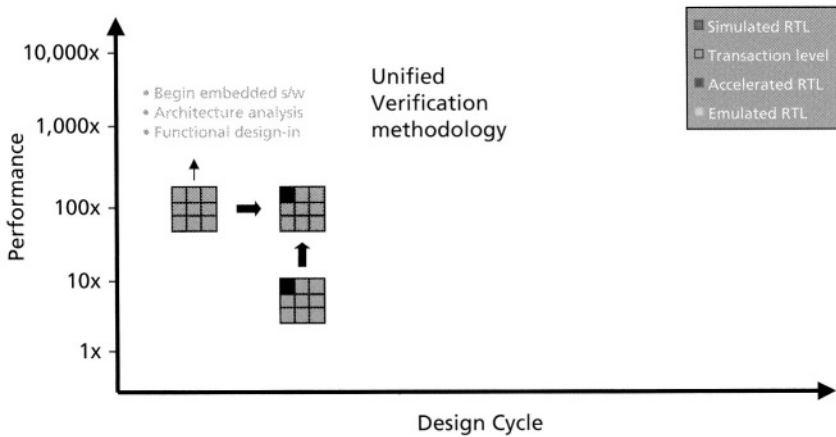 10,000x
1,000x
100x
10x
1x
Performance
• Begin embedded s/w
• Architecture analysis
• Functional design-in
Unified
Verification
methodology
Simulated RTL
Transaction level
Accelerated RTL
Emulated RTL
Design Cycle